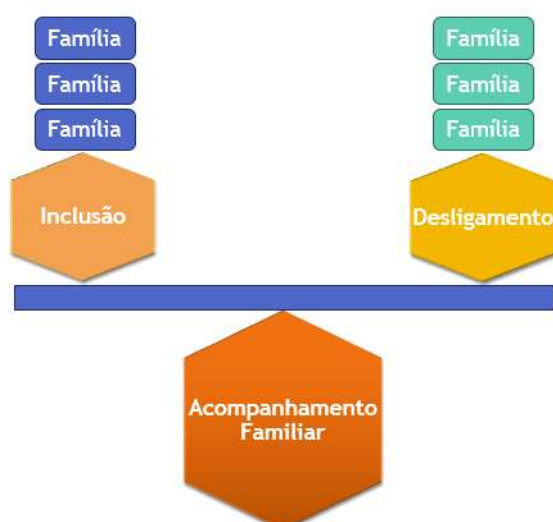 Família
Família
Família
Inclusão
Família
Família
Família
Desligamento
Acompanhamento
Familiar